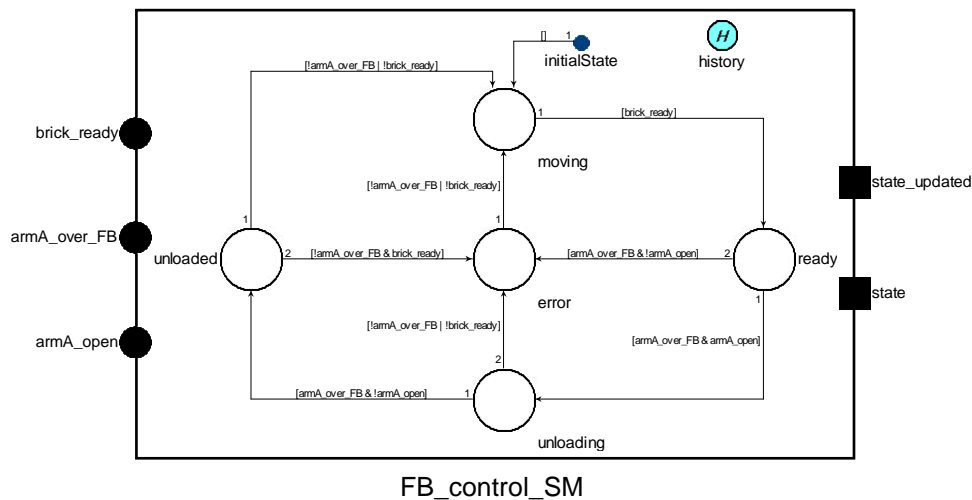 [] 1
initialState
H
history
[!armA_over_FB | !brick_ready]
1 [brick_ready]
brick_ready
moving
[!armA_over_FB | !brick_ready]
state_updated
1 1
armA_over_FB
unloaded 2 [!armA_over_FB & brick_ready] [armA_over_FB & !armA_open] 2 ready
error
1
state
[!armA_over_FB | !brick_ready]
armA_open
[armA_over_FB & armA_open]
2
[armA_over_FB & !armA_open] 1
unloading
FB_control_SM